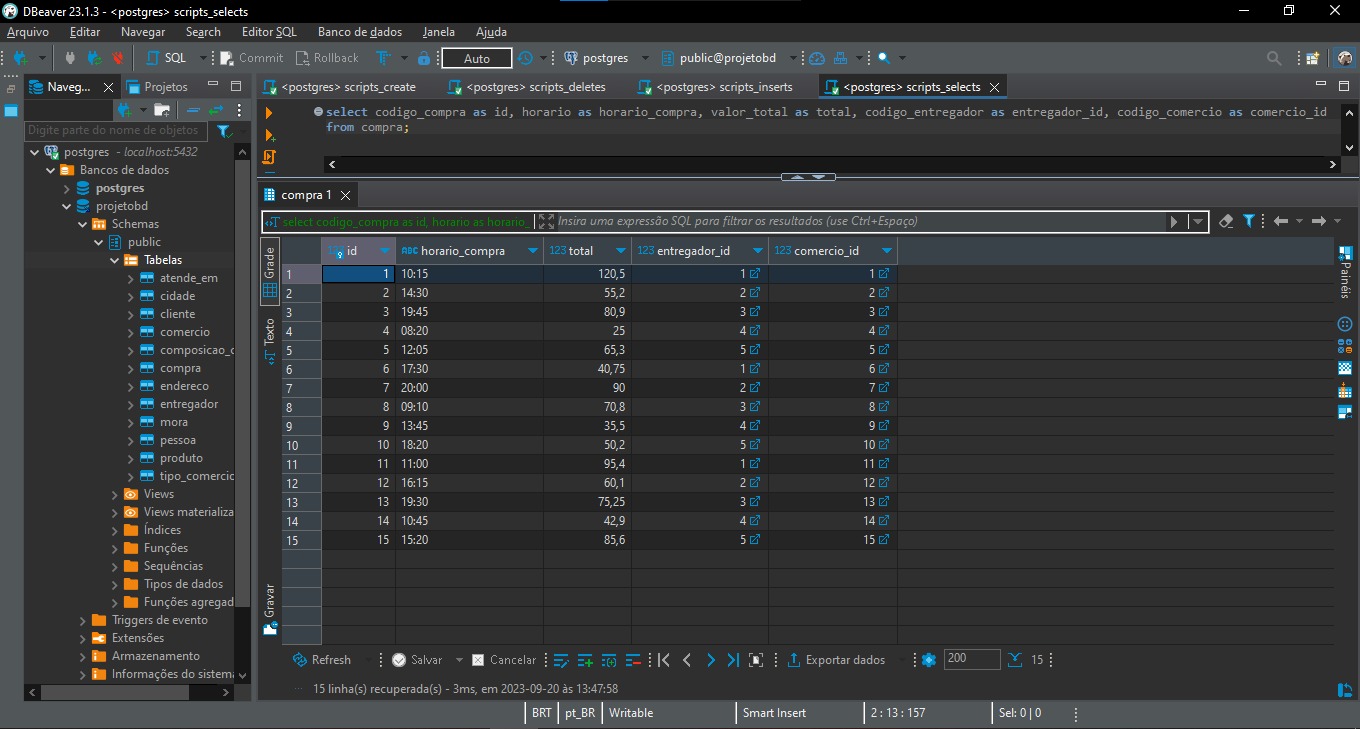 DBeaver 23.1.3 - <postgres> scripts_selects
Arquivo Editar Navegar Search Editor SQL Banco de dados Janela Ajuda
SQL Commit Rollback Auto postgres public@projetobd
Naveg... Projetos
<postgres> scripts_create <postgres> scripts_deletes <postgres> scripts_inserts <postgres> scripts_selects
Digite parte do nome de objetos
postgres - localhost:5432
Bancos de dados
postgres
projetobd
Schemas
public
Tabelas
atende_em
cidade
cliente
comercio
composicao_c
compra
endereco
entregador
mora
pessoa
produto
tipo_comercio
Views
Views materializa
Índices
Funções
Sequências
Tipos de dados
Funções agregad
Triggers de evento
Extensões
Armazenamento
Informações do sistema
select codigo_compra as id, horario as horario_compra, valor_total as total, codigo_entregador as entregador_id, codigo_comercio as comercio_id
from compra;
compra 1
select codigo_compra as id, horario as horario_ Insira uma expressão SQL para filtrar os resultados (use Ctrl+Espaço)
Grade
Texto
Gravar
123 id ABC horario_compra 123 total 123 entregador_id 123 comercio_id
1 1 10:15 120,5 1 1
2 2 14:30 55,2 2 2
3 3 19:45 80,9 3 3
4 4 08:20 25 4 4
5 5 12:05 65,3 5 5
6 6 17:30 40,75 1 6
7 7 20:00 90 2 7
8 8 09:10 70,8 3 8
9 9 13:45 35,5 4 9
10 10 18:20 50,2 5 10
11 11 11:00 95,4 1 11
12 12 16:15 60,1 2 12
13 13 19:30 75,25 3 13
14 14 10:45 42,9 4 14
15 15 15:20 85,6 5 15
Painéis
Refresh Salvar Cancelar Exportar dados 200 15
15 linha(s) recuperada(s) - 3ms, em 2023-09-20 às 13:47:58
BRT pt_BR Writable Smart Insert 2 : 13 : 157 Sel: 0 | 0